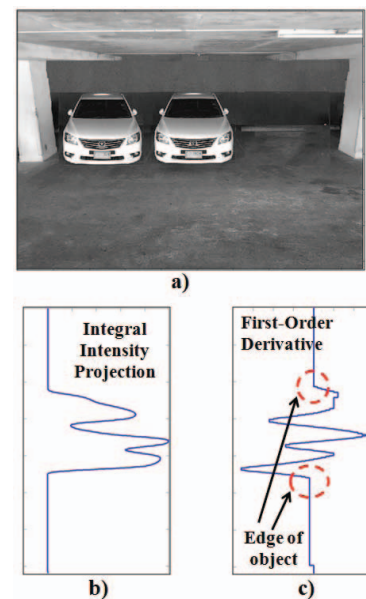 a)
Integral
Intensity
Projection
b)
First-Order
Derivative
Edge of
object
c)